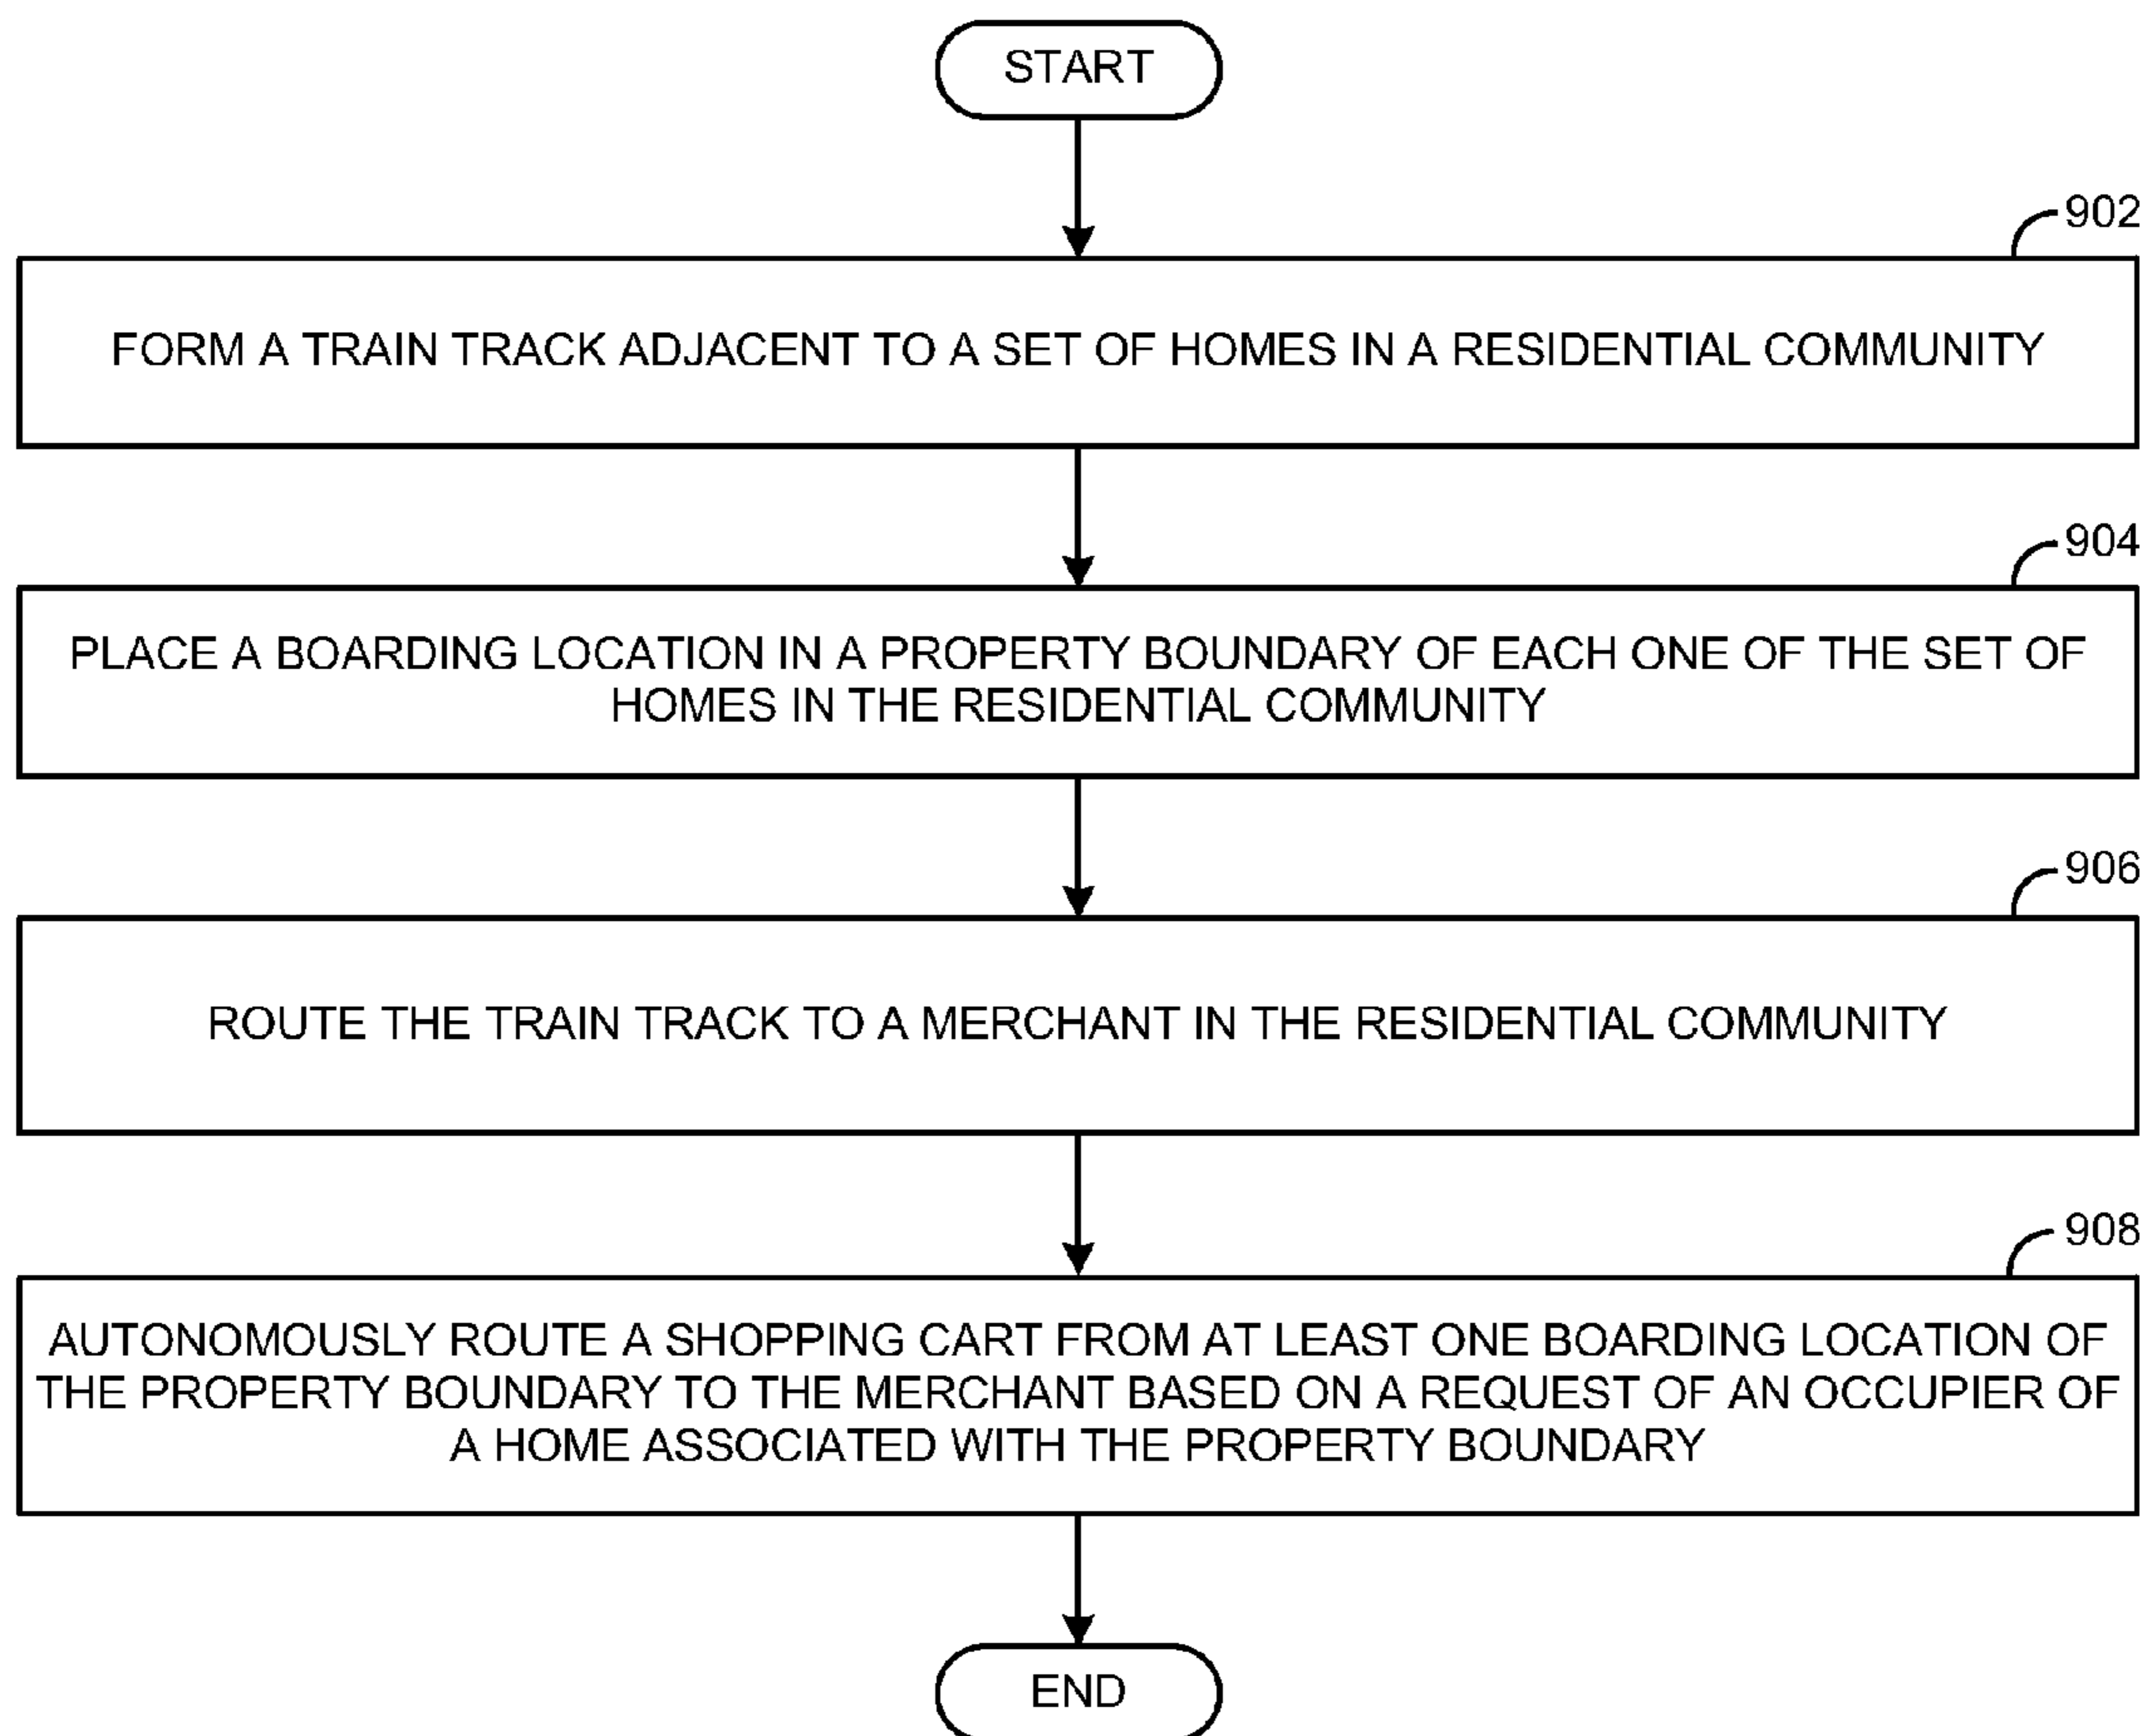 START
902
FORM A TRAIN TRACK ADJACENT TO A SET OF HOMES IN A RESIDENTIAL COMMUNITY
904
PLACE A BOARDING LOCATION IN A PROPERTY BOUNDARY OF EACH ONE OF THE SET OF
HOMES IN THE RESIDENTIAL COMMUNITY
906
ROUTE THE TRAIN TRACK TO A MERCHANT IN THE RESIDENTIAL COMMUNITY
908
AUTONOMOUSLY ROUTE A SHOPPING CART FROM AT LEAST ONE BOARDING LOCATION OF
THE PROPERTY BOUNDARY TO THE MERCHANT BASED ON A REQUEST OF AN OCCUPIER OF
A HOME ASSOCIATED WITH THE PROPERTY BOUNDARY
END